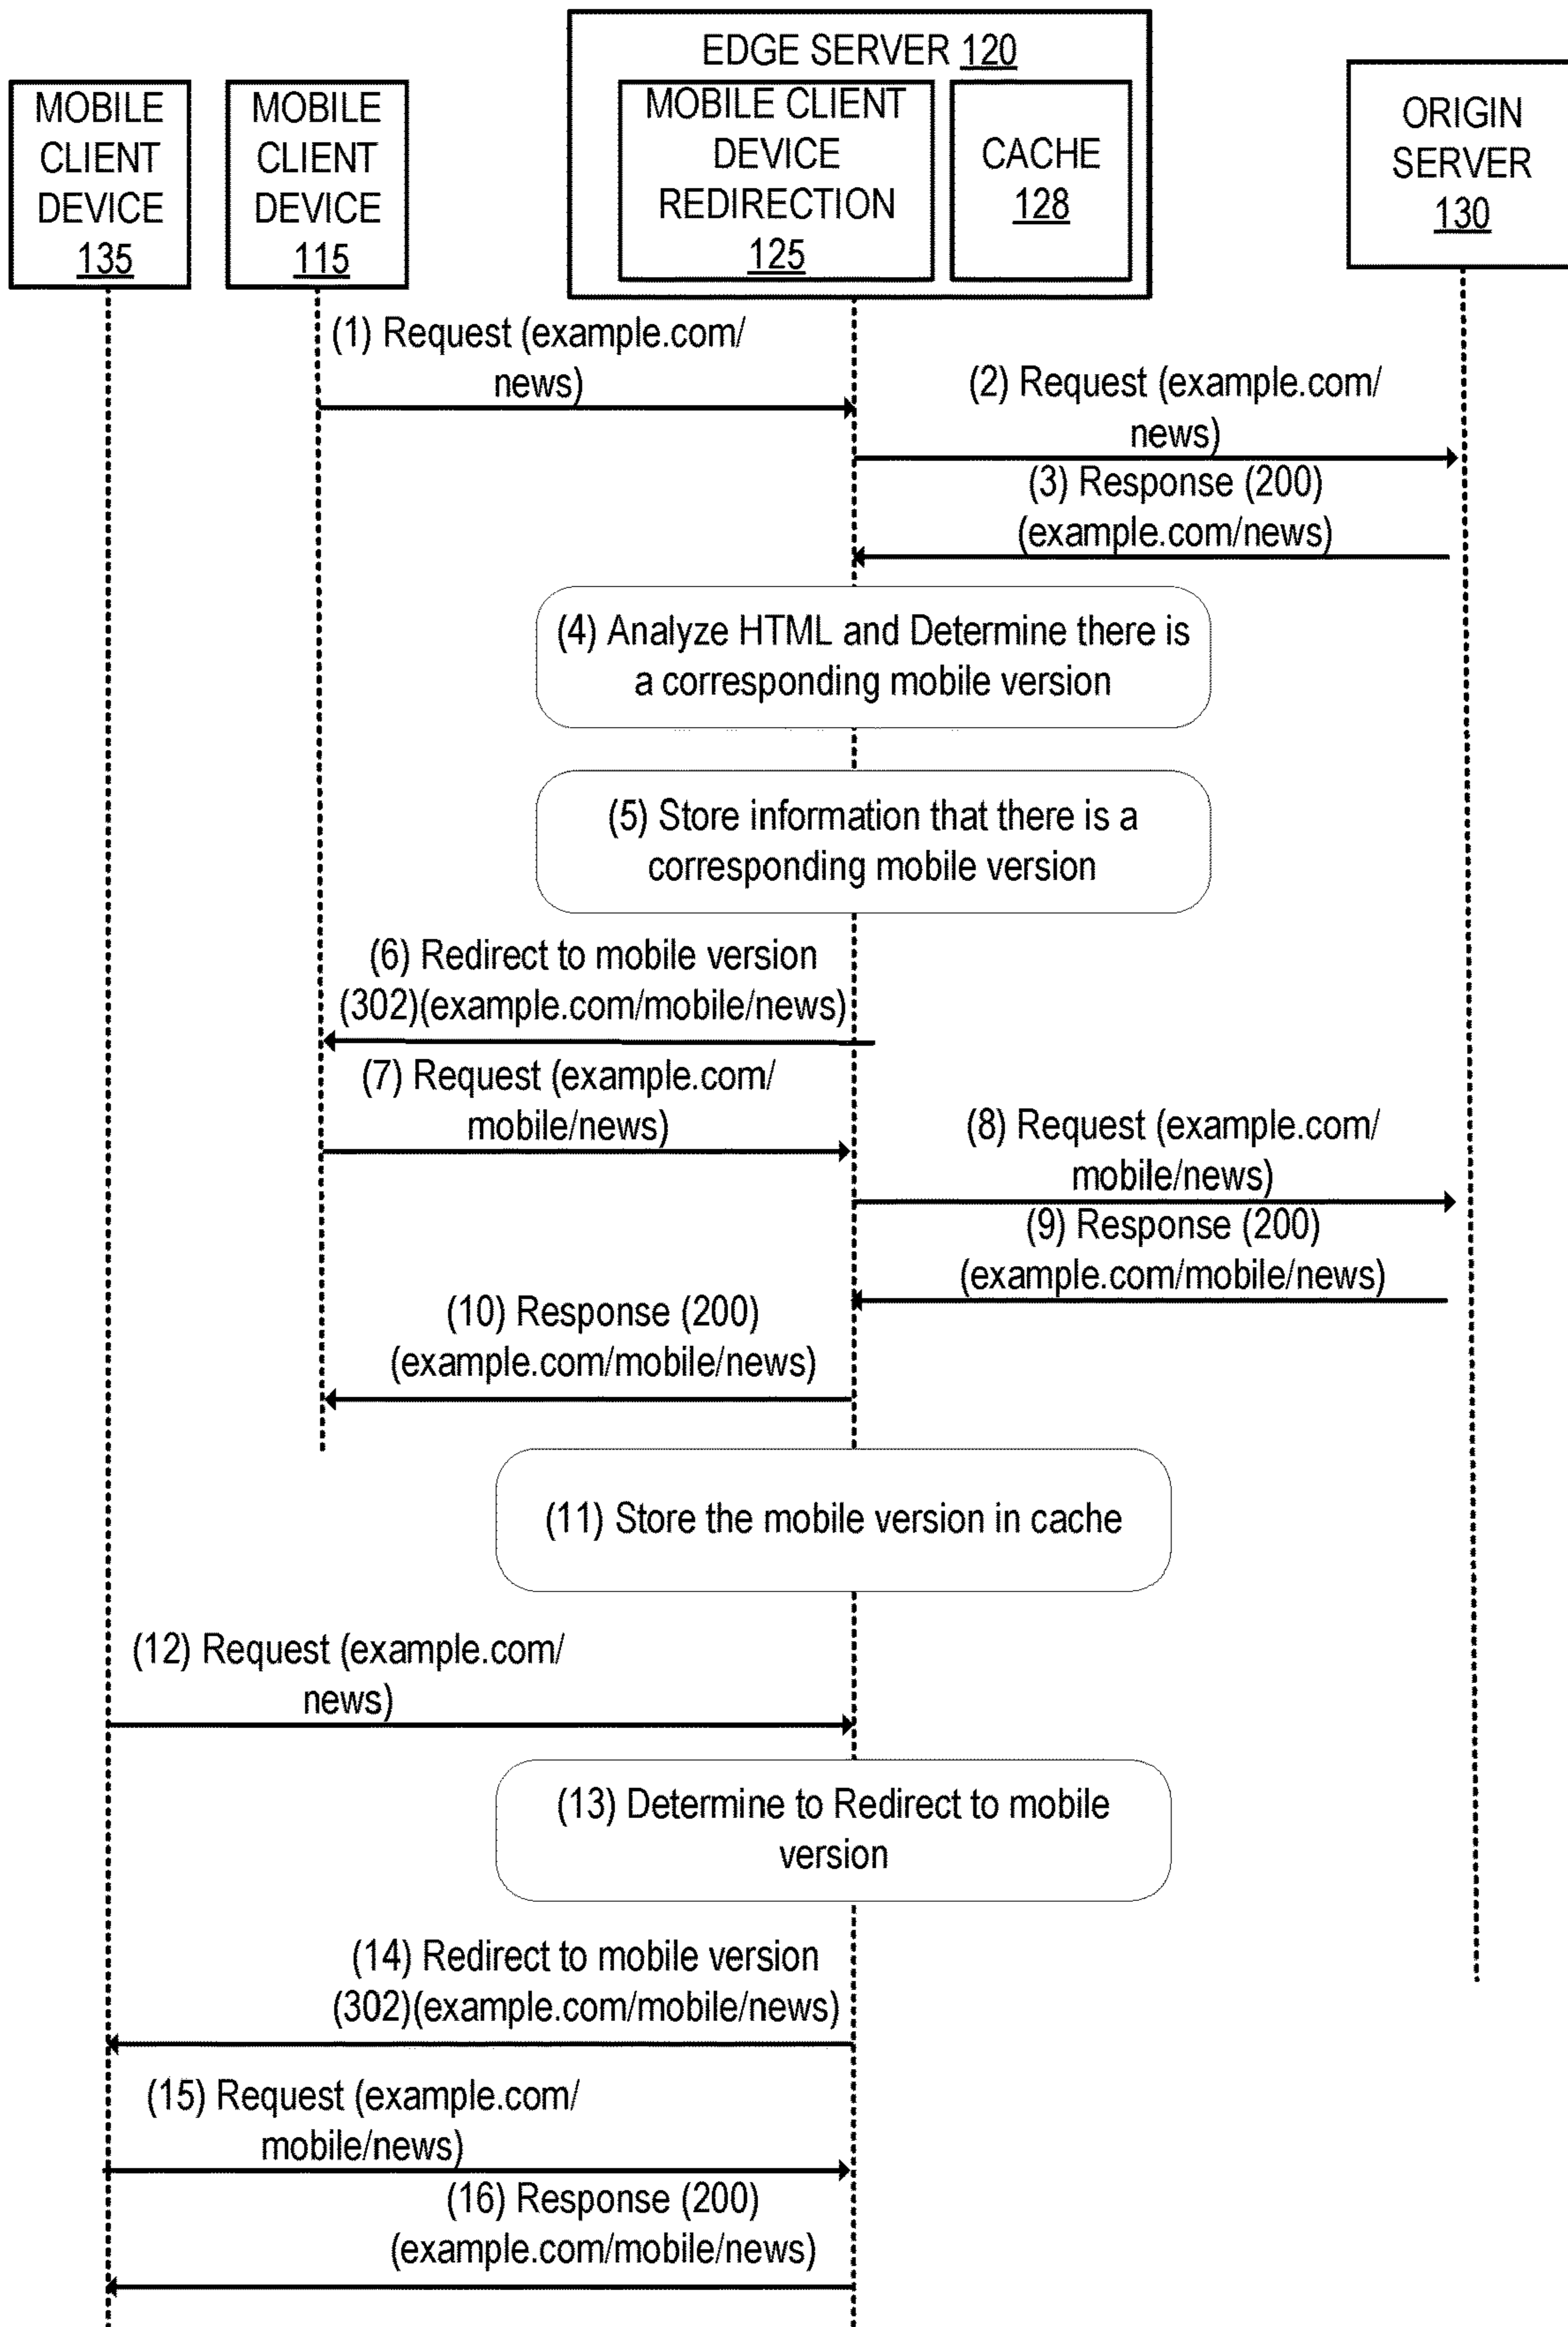 EDGE SERVER 120
MOBILE
CLIENT
DEVICE
135
MOBILE
CLIENT
DEVICE
115
MOBILE CLIENT
DEVICE
REDIRECTION
125
CACHE
128
ORIGIN
SERVER
130
(1) Request (example.com/
news)
(2) Request (example.com/
news)
(3) Response (200)
(example.com/news)
(4) Analyze HTML and Determine there is
a corresponding mobile version
(5) Store information that there is a
corresponding mobile version
(6) Redirect to mobile version
(302)(example.com/mobile/news)
(7) Request (example.com/
mobile/news)
(8) Request (example.com/
mobile/news)
(9) Response (200)
(example.com/mobile/news)
(10) Response (200)
(example.com/mobile/news)
(11) Store the mobile version in cache
(12) Request (example.com/
news)
(13) Determine to Redirect to mobile
version
(14) Redirect to mobile version
(302)(example.com/mobile/news)
(15) Request (example.com/
mobile/news)
(16) Response (200)
(example.com/mobile/news)